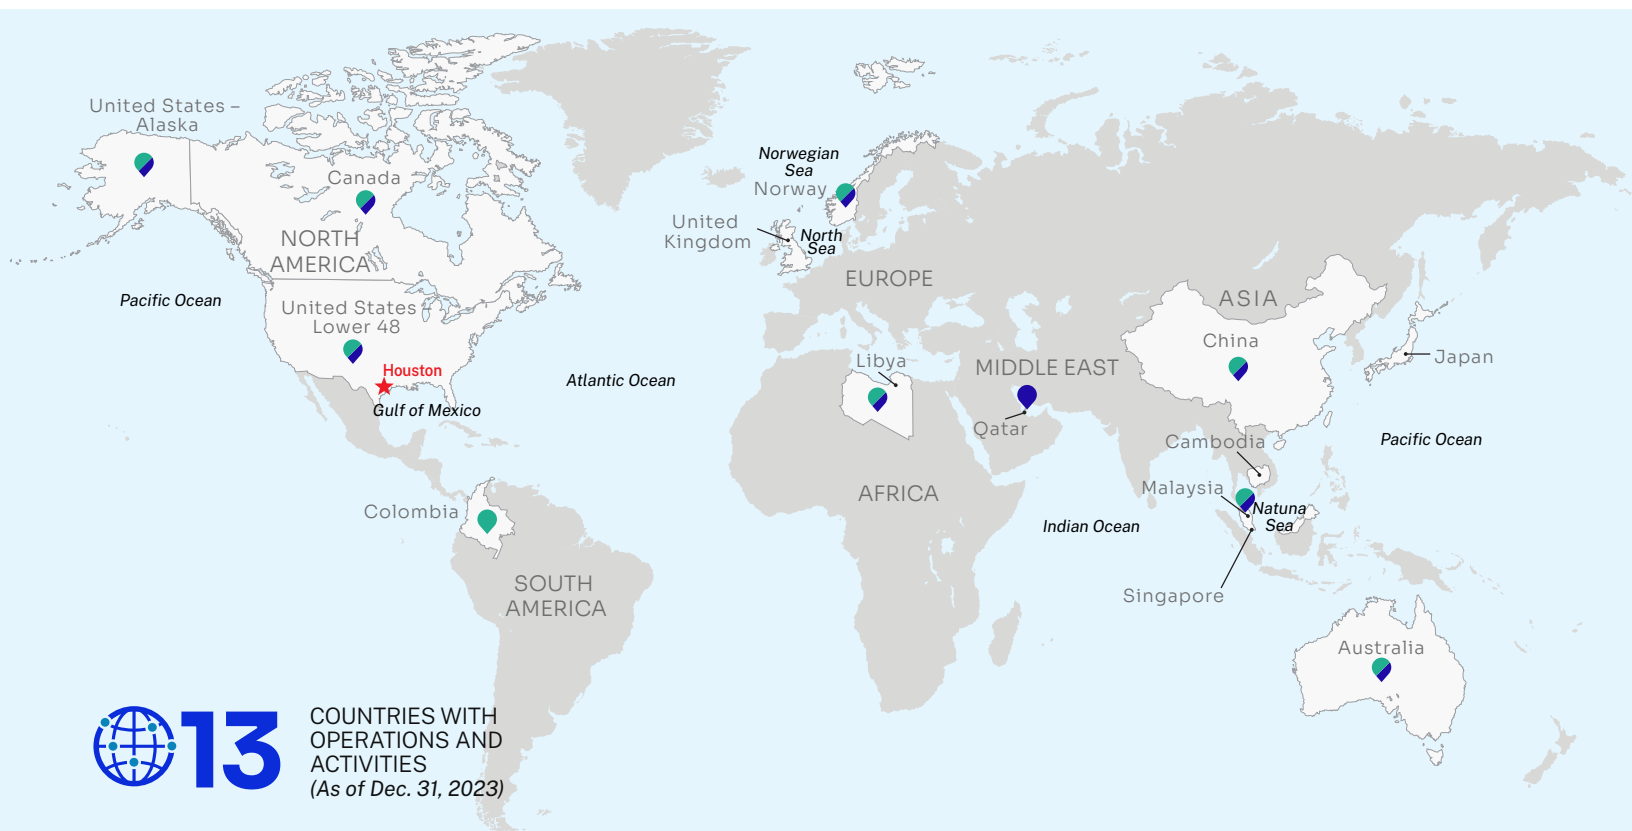 United States –
Alaska
Canada
NORTH
AMERICA
Pacific Ocean
United States
Lower 48
Houston
Gulf of Mexico
Atlantic Ocean
Colombia
SOUTH
AMERICA
Norwegian
Sea
Norway
United
Kingdom
North
Sea
EUROPE
Libya
MIDDLE EAST
Qatar
AFRICA
Indian Ocean
ASIA
China
Japan
Cambodia
Pacific Ocean
Malaysia
Natuna
Sea
Singapore
Australia
13
COUNTRIES WITH
OPERATIONS AND
ACTIVITIES
(As of Dec. 31, 2023)